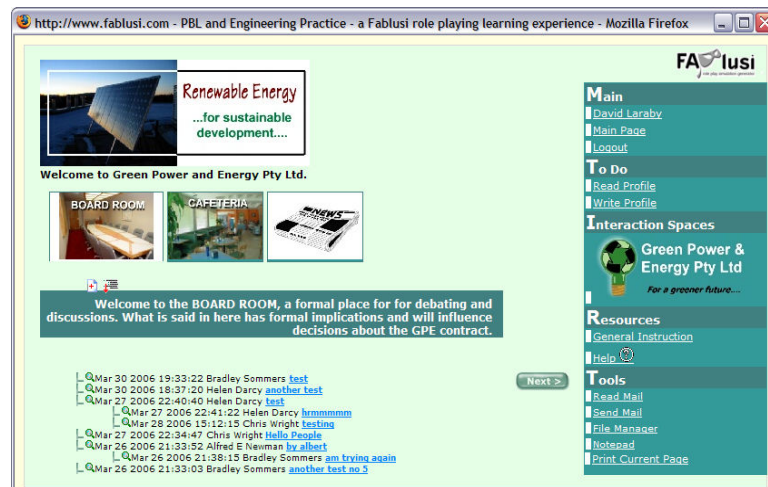 http://www.fablusi.com - PBL and Engineering Practice - a Fablusi role playing learning experience - Mozilla Firefox
FAblusi
Renewable Energy
...for sustainable
development....
Welcome to Green Power and Energy Pty Ltd.
BOARD ROOM
CAFETERIA
NEWS
Welcome to the BOARD ROOM, a formal place for for debating and
discussions. What is said in here has formal implications and will influence
decisions about the GPE contract.
Mar 30 2006 19:33:22 Bradley Sommers test
Mar 30 2006 18:37:20 Helen Darcy another test
Mar 27 2006 22:40:40 Helen Darcy test
Mar 27 2006 22:41:22 Helen Darcy hrmmmmm
Mar 28 2006 15:12:15 Chris Wright testing
Mar 27 2006 22:34:47 Chris Wright Hello People
Mar 26 2006 21:33:52 Alfred E Newman by albert
Mar 26 2006 21:38:15 Bradley Sommers am trying again
Mar 26 2006 21:33:03 Bradley Sommers another test no 5
Next >
Main
David Laraby
Main Page
Logout
To Do
Read Profile
Write Profile
Interaction Spaces
Green Power &
Energy Pty Ltd
For a greener future....
Resources
General Instruction
Help ?
Tools
Read Mail
Send Mail
File Manager
Notepad
Print Current Page